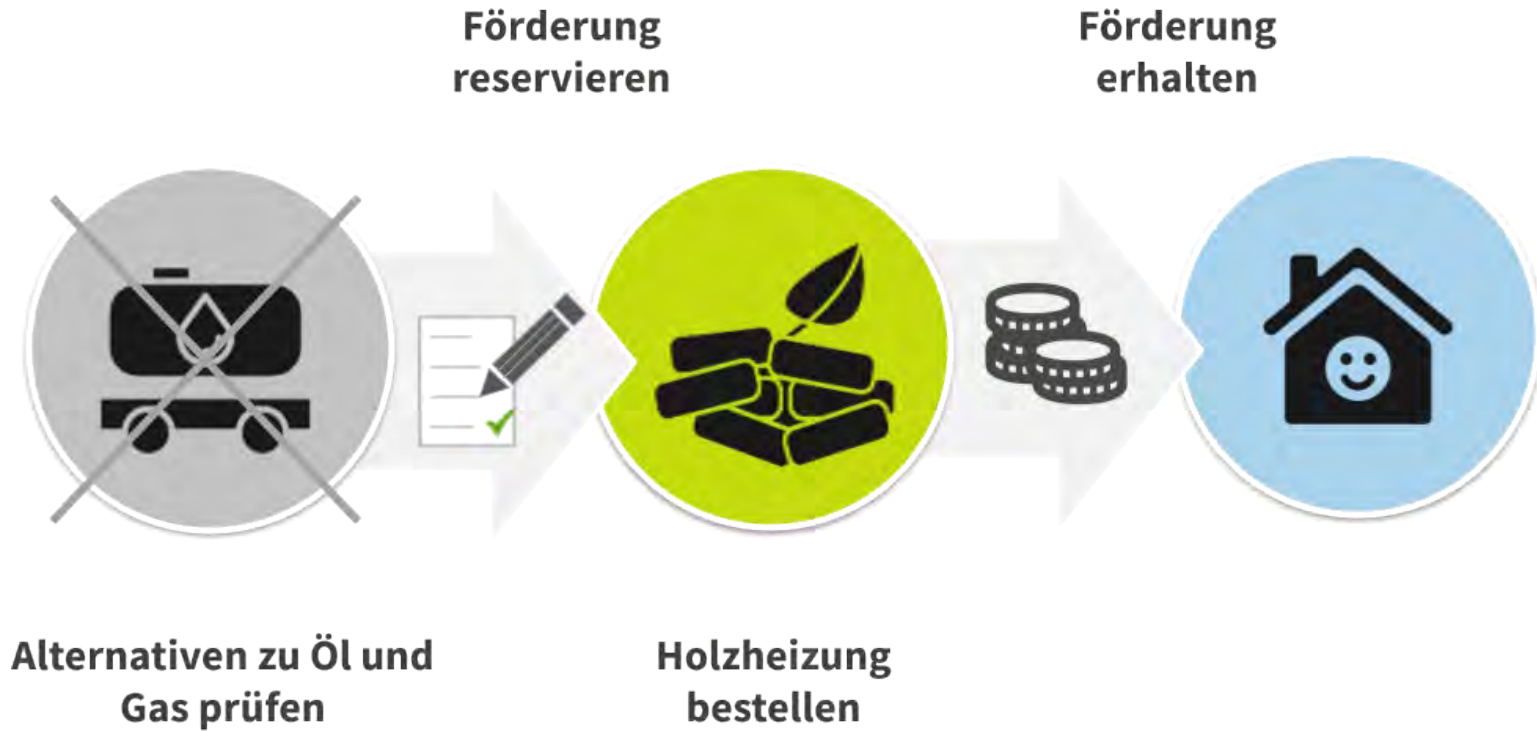 Förderung
reservieren
Förderung
erhalten
Alternativen zu Öl und
Gas prüfen
Holzheizung
bestellen